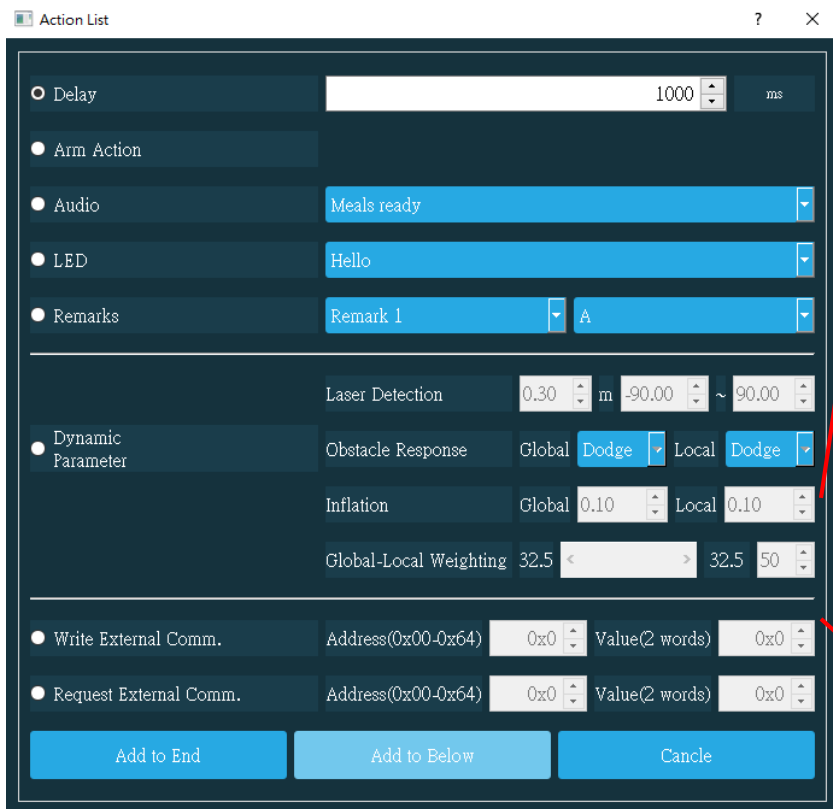 Action List ?
Delay 1000 ms
Arm Action
Audio Meals ready
LED Hello
Remarks Remark 1 A
Laser Detection 0.30 m -90.00 ~ 90.00
Dynamic
Parameter
Obstacle Response Global Dodge Local Dodge
Inflation Global 0.10 Local 0.10
Global-Local Weighting 32.5 < > 32.5 50
Write External Comm. Address(0x00-0x64) 0x0 Value(2 words) 0x0
Request External Comm. Address(0x00-0x64) 0x0 Value(2 words) 0x0
Add to End Add to Below Cancle